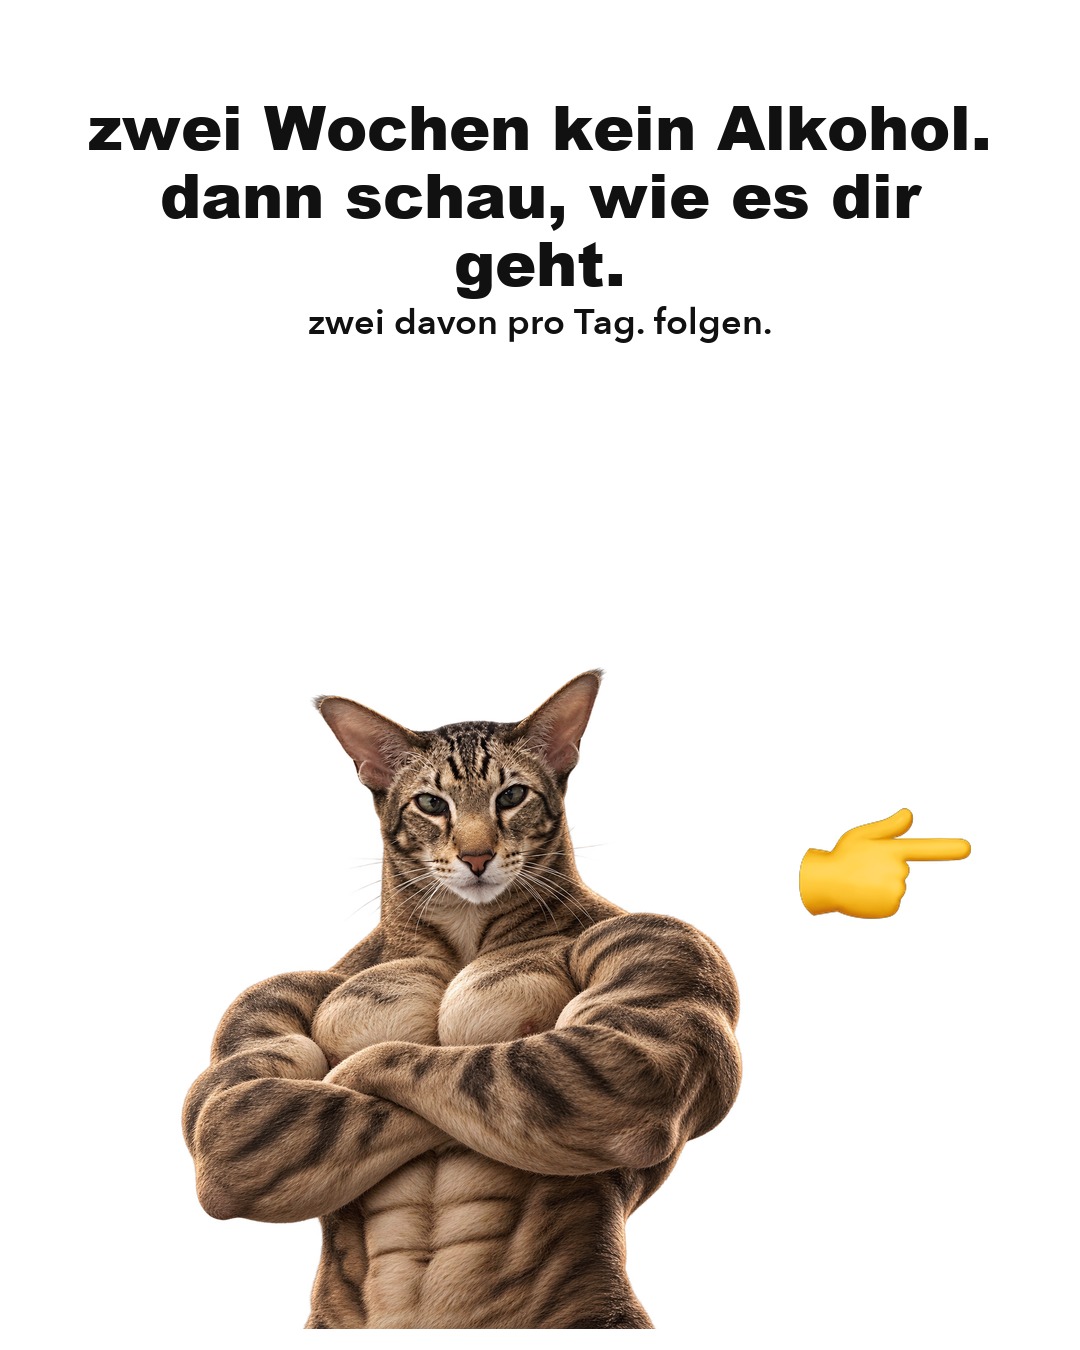 zwei Wochen kein Alkohol.
dann schau, wie es dir
geht.
zwei davon pro Tag. folgen.